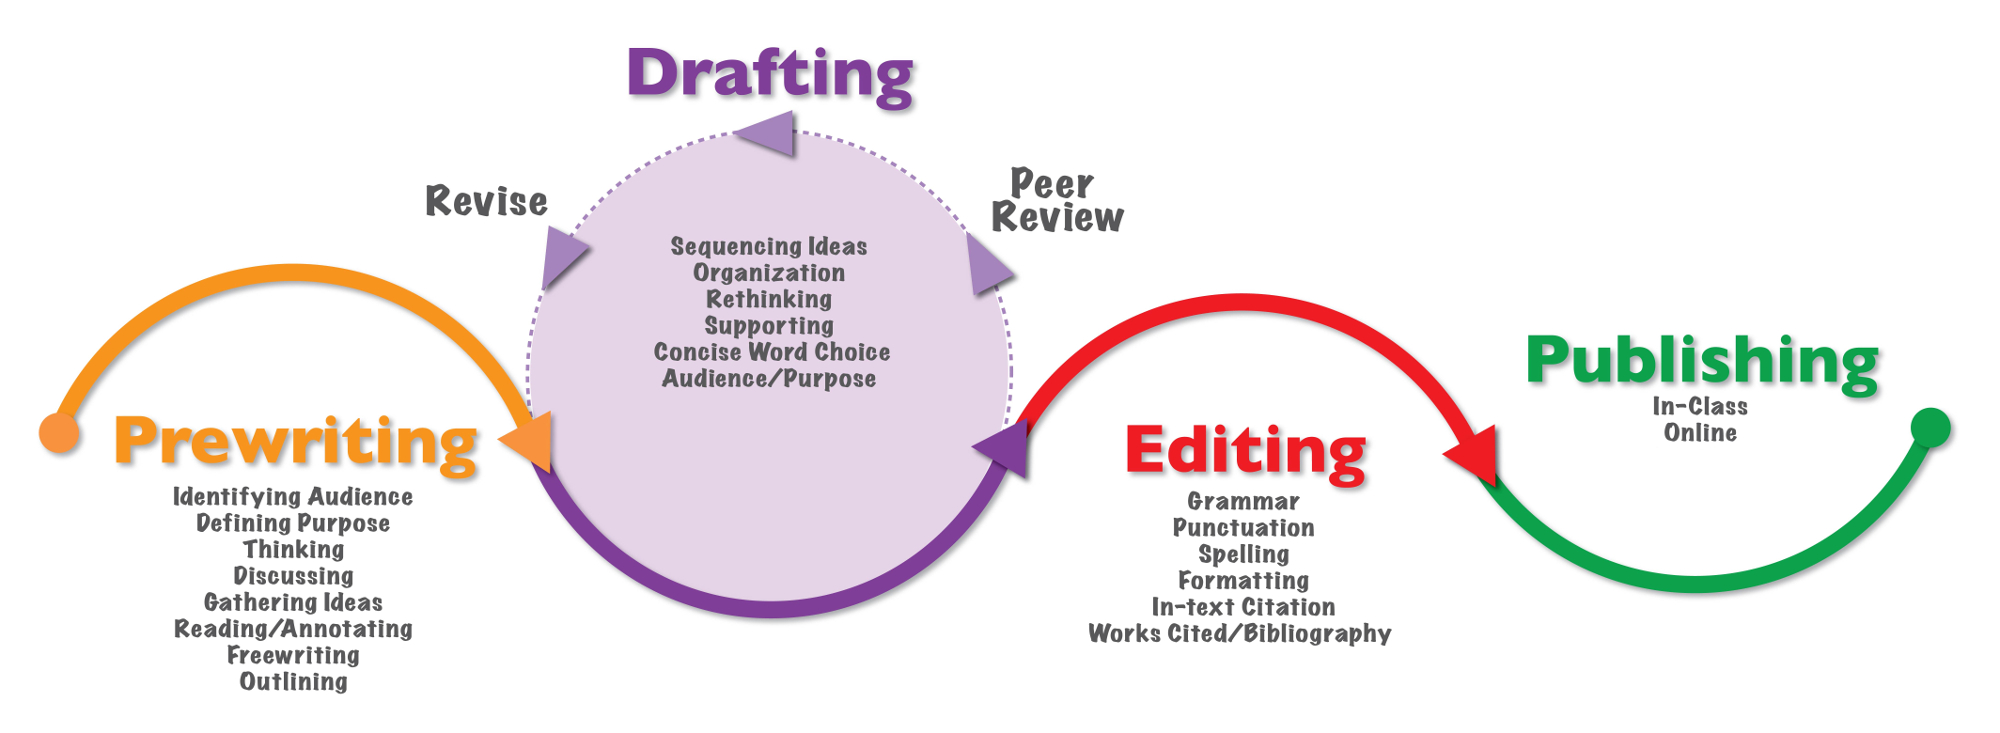 Prewriting
Identifying Audience
Defining Purpose
Thinking
Discussing
Gathering Ideas
Reading/Annotating
Freewriting
Outlining
Drafting
Revise
Peer
Review
Sequencing Ideas
Organization
Rethinking
Supporting
Concise Word Choice
Audience/Purpose
Editing
Grammar
Punctuation
Spelling
Formatting
In-text Citation
Works Cited/Bibliography
Publishing
In-Class
Online